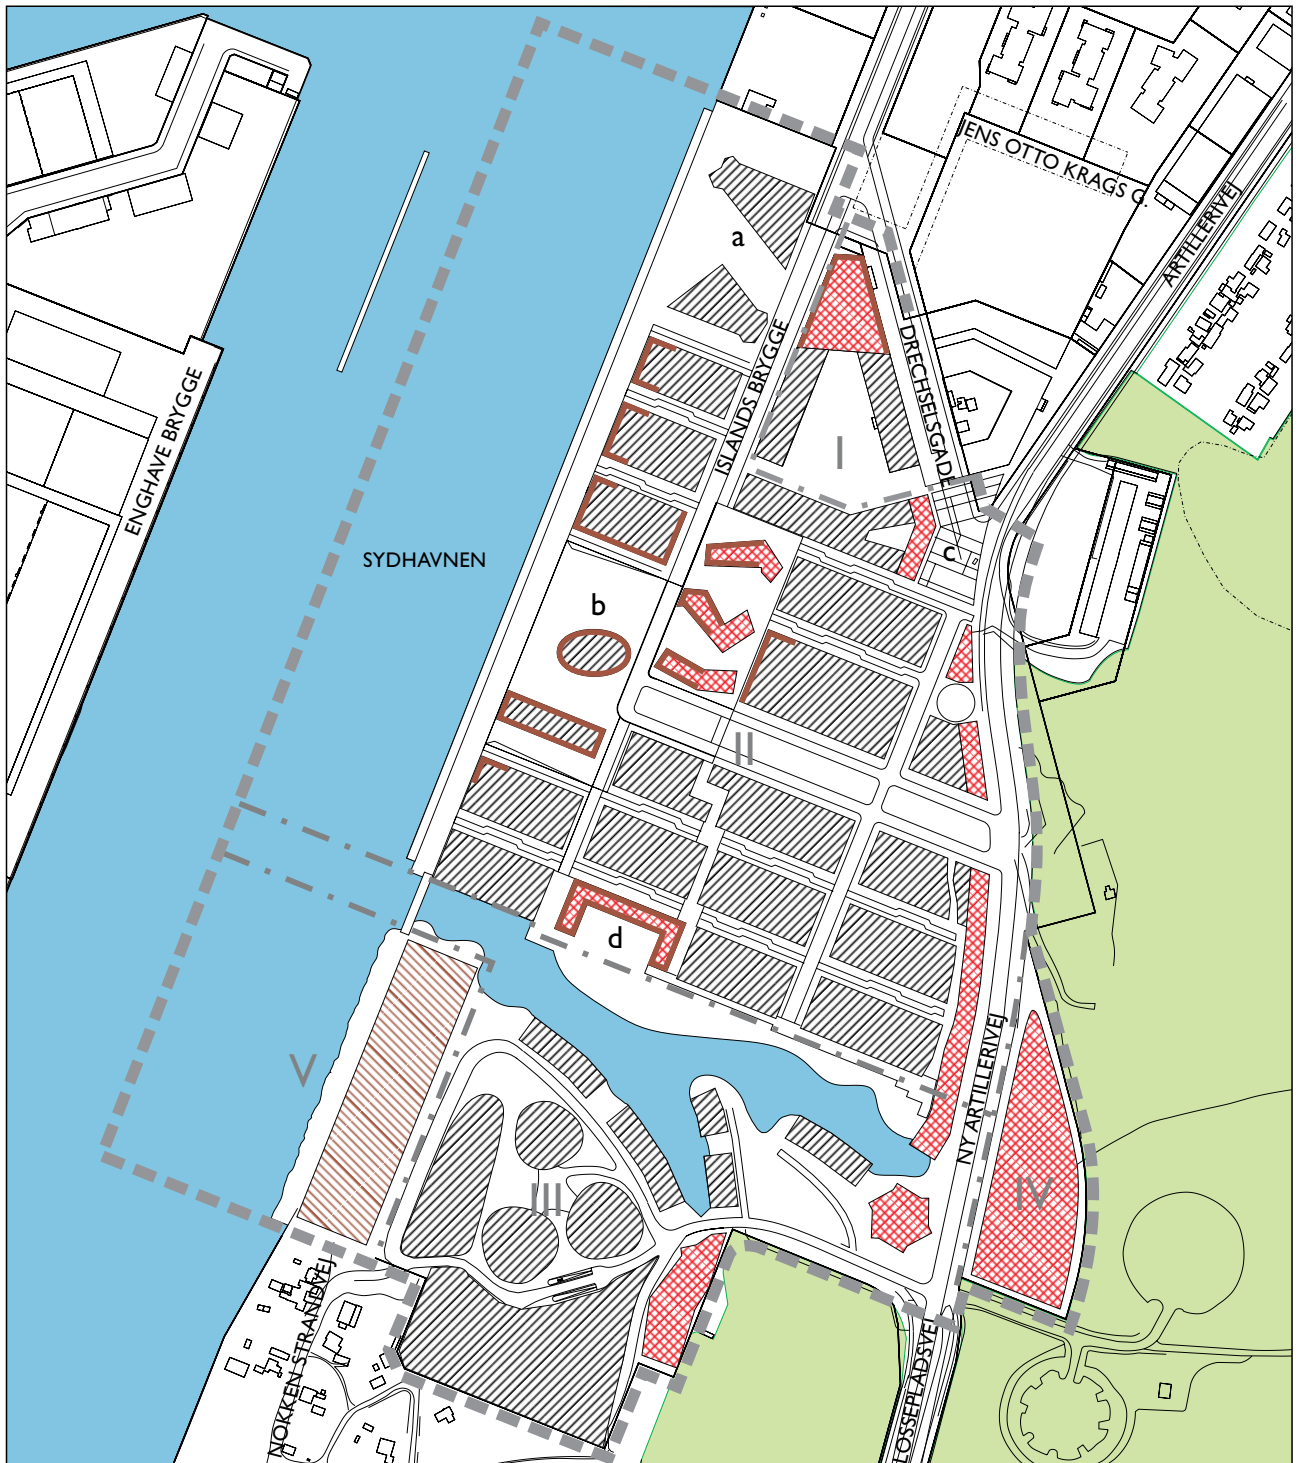 JENS OTTO KRAGS G.
ARTILLERIVEJ
a
ISLANDS BRYGGE
DRECHSELSGADE
ENGHAVE BRYGGE
I
SYDHAVNEN
c
b
II
d
NY ARTILLERIVEJ
V
III
IV
NOKKEN STRANDVEJ
LOSSEPLADSVEJ